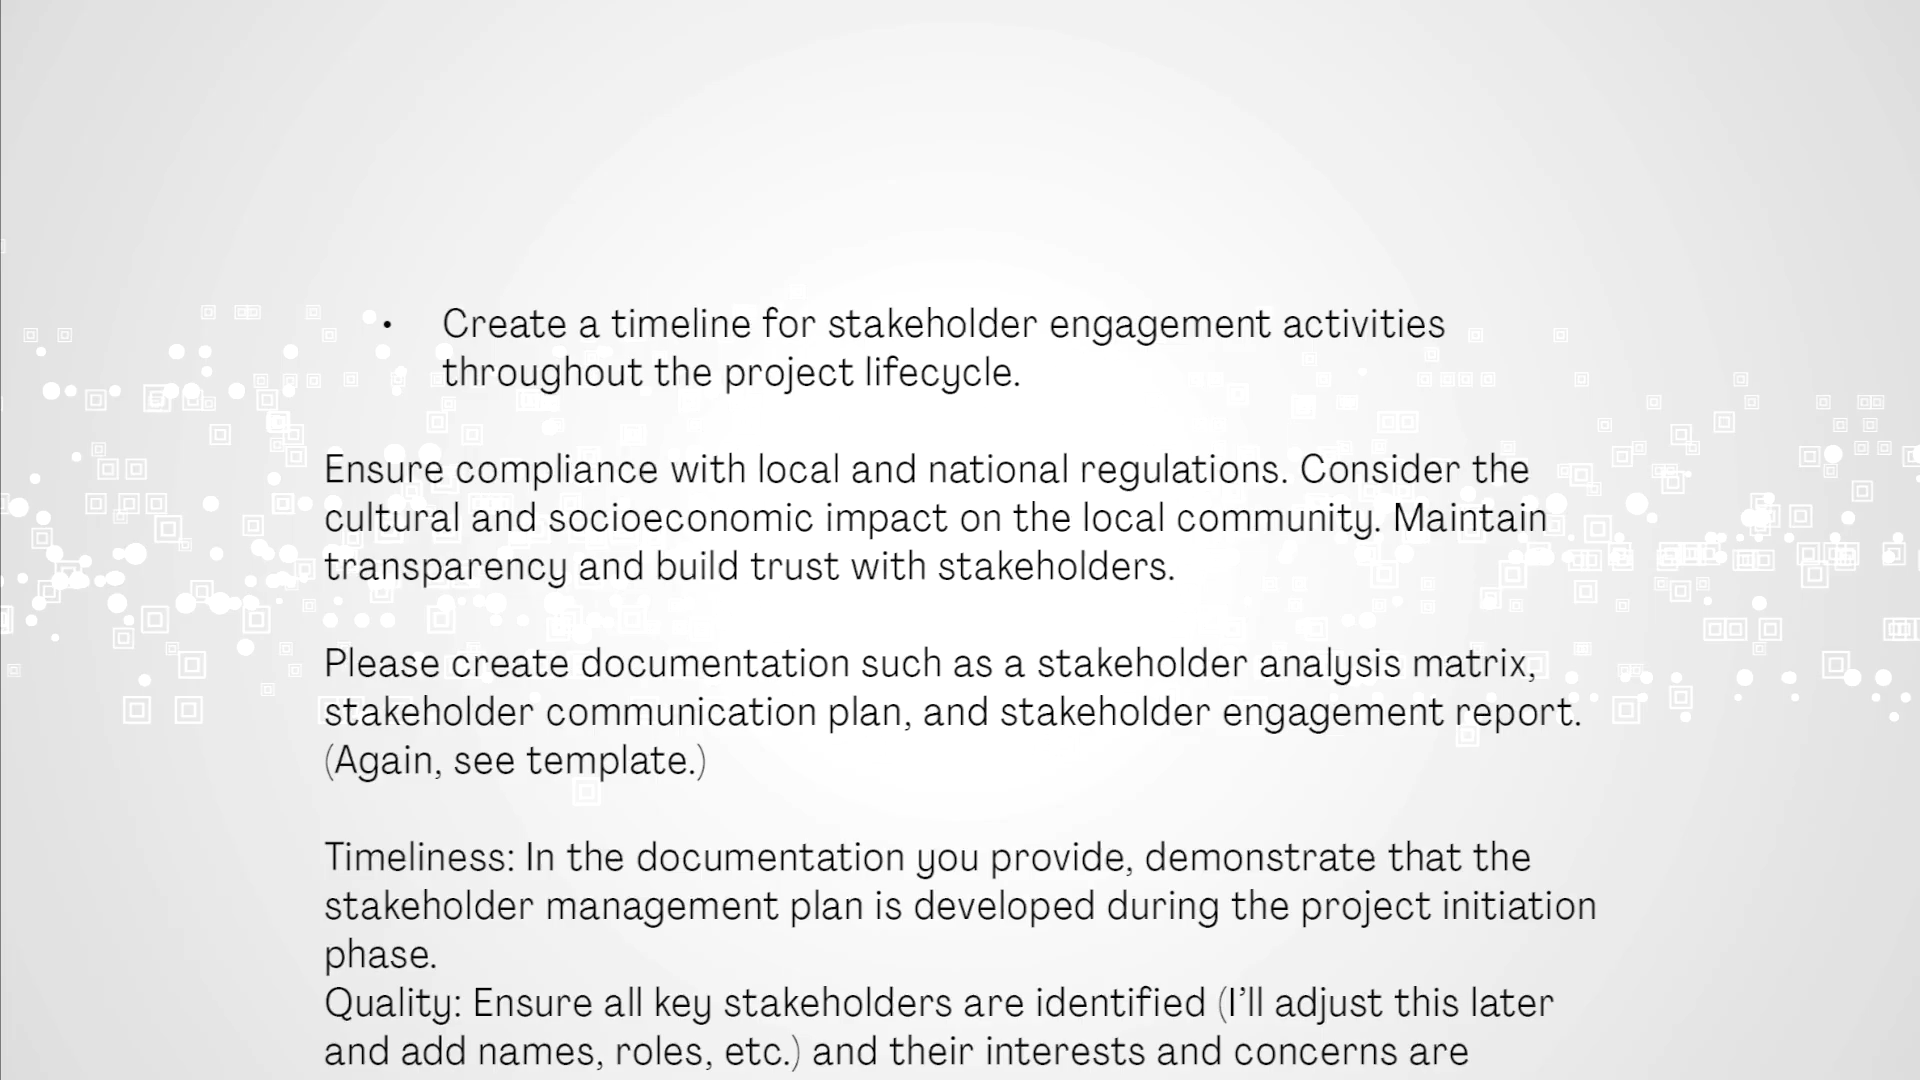 • Create a timeline for stakeholder engagement activities
throughout the project lifecycle.
Ensure compliance with local and national regulations. Consider the
cultural and socioeconomic impact on the local community. Maintain
transparency and build trust with stakeholders.
Please create documentation such as a stakeholder analysis matrix,
stakeholder communication plan, and stakeholder engagement report.
(Again, see template.)
Timeliness: In the documentation you provide, demonstrate that the
stakeholder management plan is developed during the project initiation
phase.
Quality: Ensure all key stakeholders are identified (I’ll adjust this later
and add names, roles, etc.) and their interests and concerns are